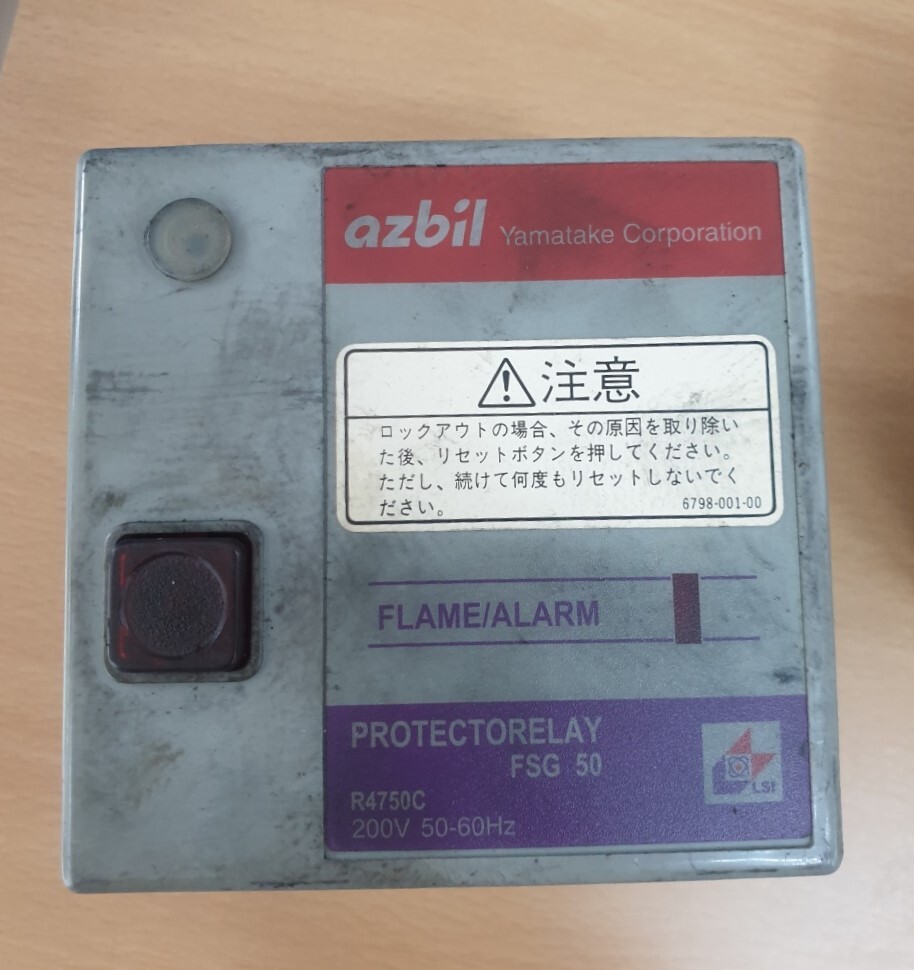 azbil Yamatake Corporation
注意
ロックアウトの場合、その原因を取り除い
た後、リセットボタンを押してください。
ただし、続けて何度もリセットしないでく
ださい。
6798-001-00
FLAME/ALARM
PROTECTORELAY
FSG 50
R4750C
200V 50-60Hz
LSI